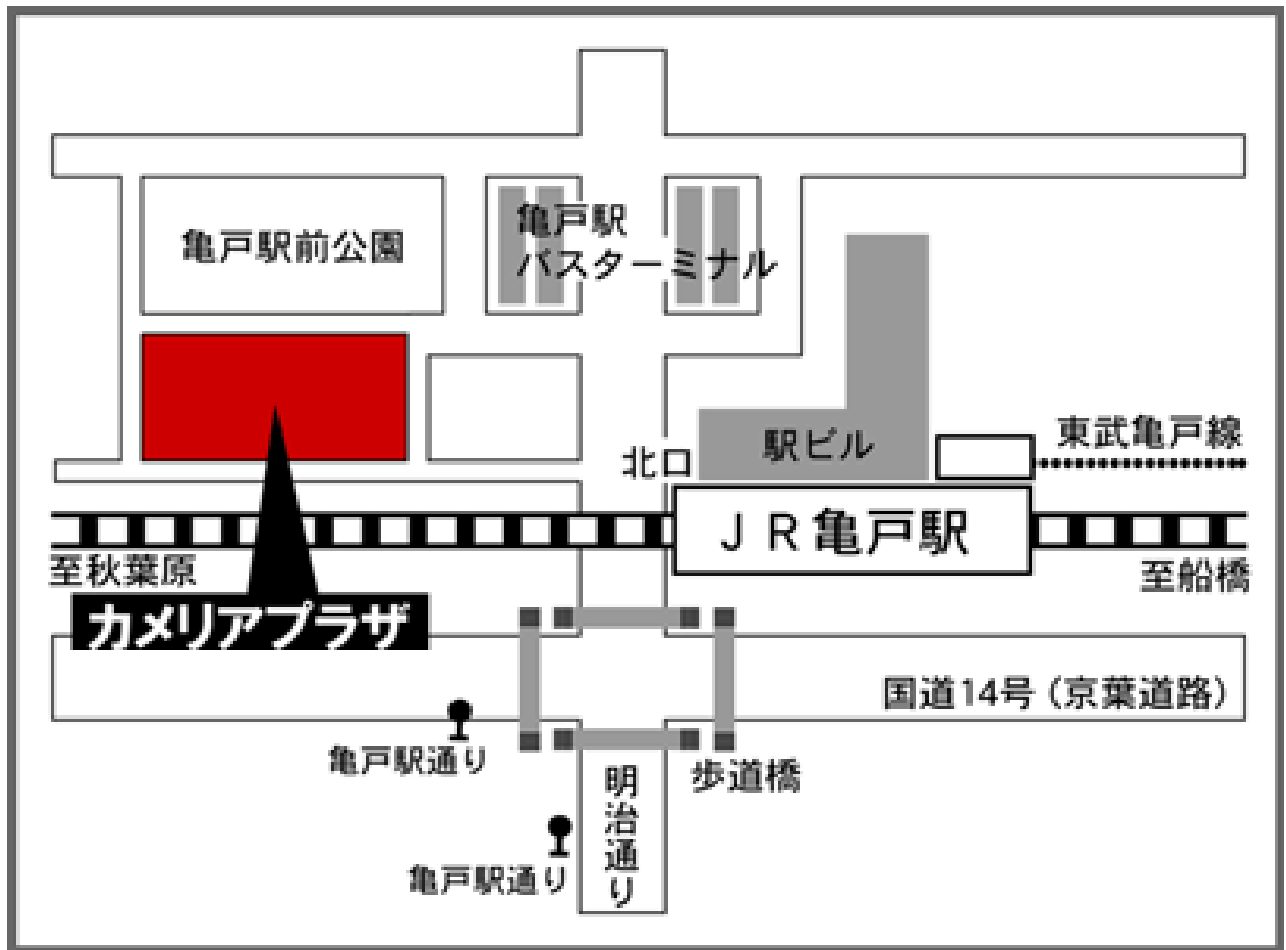 亀戸駅前公園
亀戸駅
バスターミナル
北口
駅ビル
東武亀戸線
JR亀戸駅
至秋葉原
至船橋
カメリアプラザ
国道14号(京葉道路)
亀戸駅通り
歩道橋
明治通り
亀戸駅通り